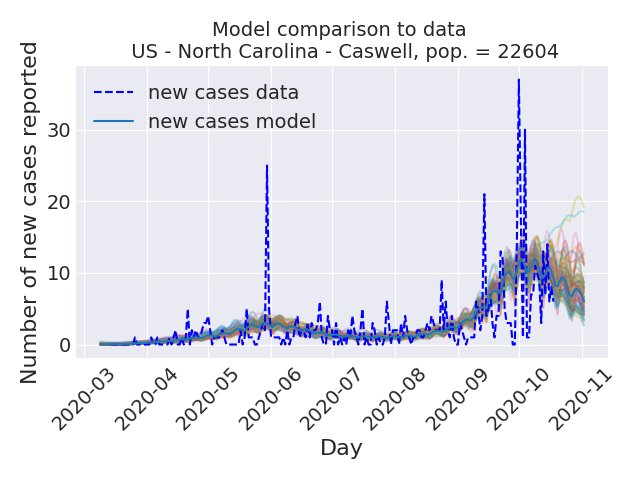 Model comparison to data
US - North Carolina - Caswell, pop. = 22604
Number of new cases reported
new cases data
new cases model
30
20
10
0
2020-03
2020-04
2020-05
2020-06
2020-07
2020-08
2020-09
2020-10
2020-11
Day